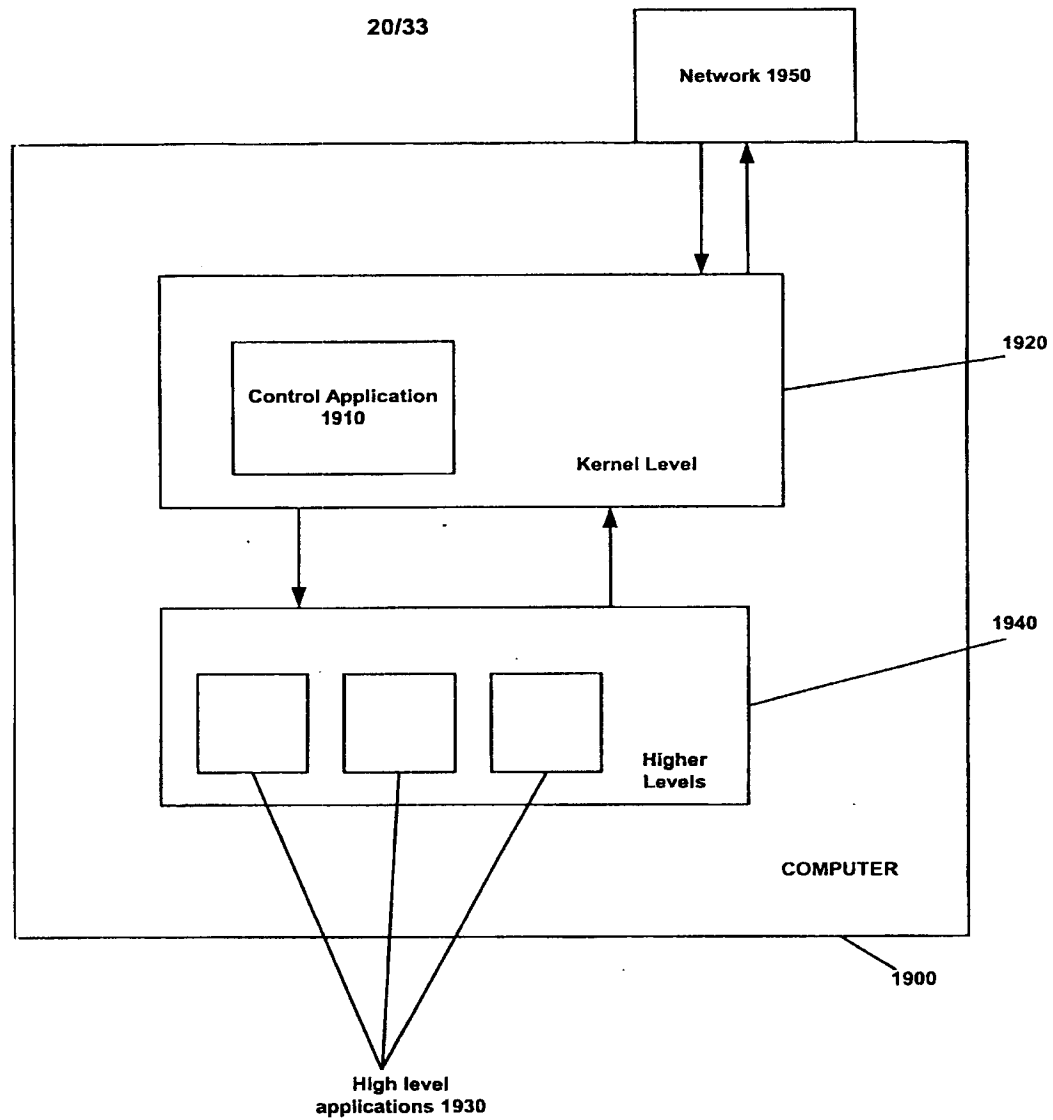 20/33
Network 1950
1920
Control Application
1910
Kernel Level
1940
Higher
Levels
COMPUTER
1900
High level
applications 1930